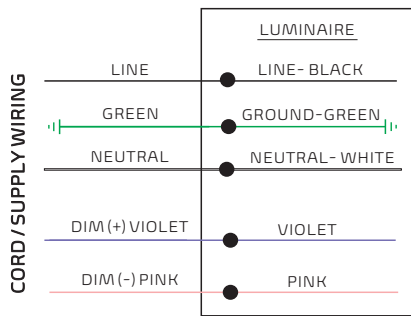 LUMINAIRE
LINE LINE- BLACK
GREEN GROUND-GREEN
NEUTRAL NEUTRAL- WHITE
DIM (+) VIOLET VIOLET
DIM (-) PINK PINK
CORD / SUPPLY WIRING